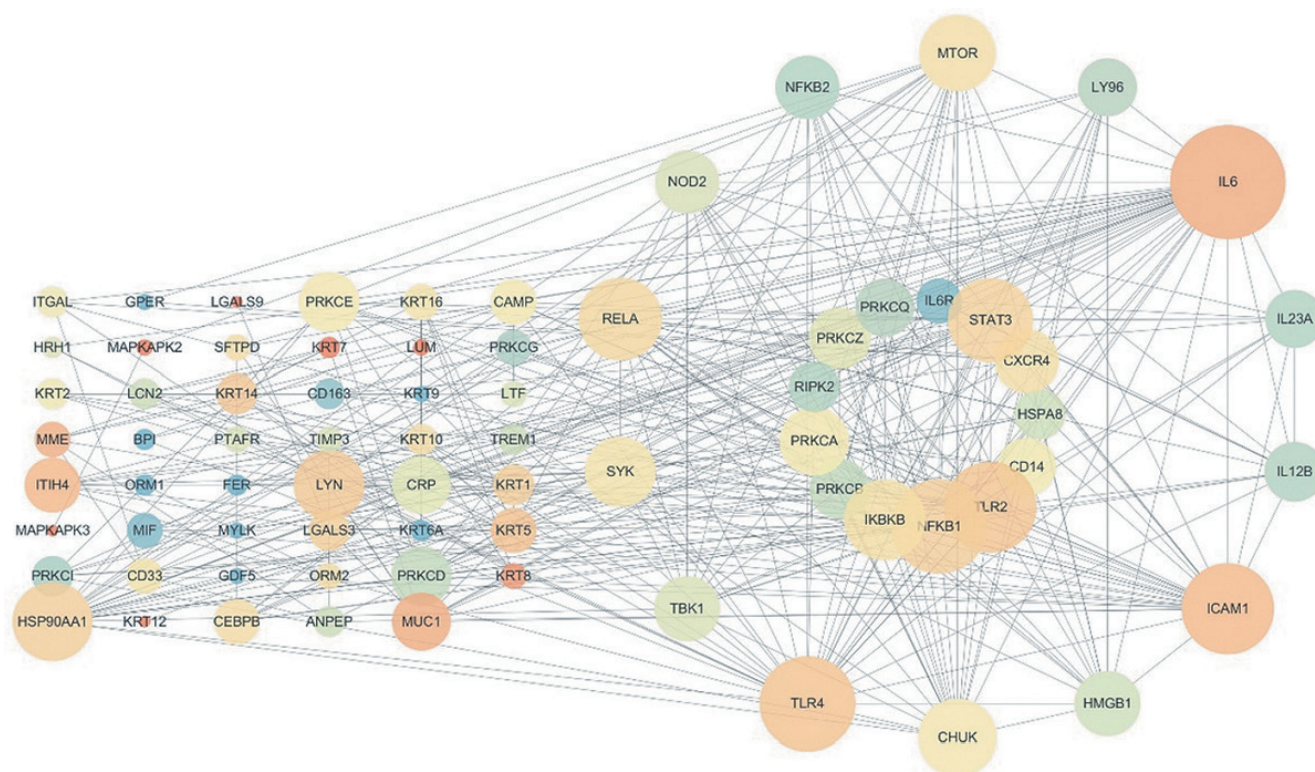 MTOR
NFKB2
LY96
NOD2
IL6
ITGAL
GPER
LGALS9
PRKCE
KRT16
CAMP
RELA
PRKCQ
IL6R
STAT3
IL23A
HRH1
MAPKAPK2
SFTPD
KRT7
LUM
PRKCG
PRKCZ
CXCR4
KRT2
LCN2
KRT14
CD163
KRT9
LTF
RIPK2
HSPA8
MME
BPI
PTAFR
TIMP3
KRT10
TREM1
PRKCA
SYK
CD14
IL12B
ITIH4
ORM1
FER
LYN
CRP
KRT1
PRKCB
TLR2
MAPKAPK3
MIF
MYLK
LGALS3
KRT6A
KRT5
IKBKB
NFKB1
PRKCI
CD33
GDF5
ORM2
PRKCD
KRT8
HSP90AA1
KRT12
CEBPB
ANPEP
MUC1
TBK1
ICAM1
TLR4
HMGB1
CHUK